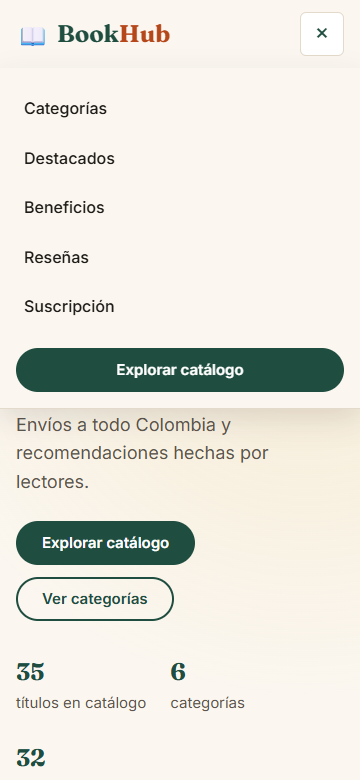 BookHub
×
Categorías
Destacados
Beneficios
Reseñas
Suscripción
Explorar catálogo
Envíos a todo Colombia y
recomendaciones hechas por
lectores.
Explorar catálogo
Ver categorías
35
títulos en catálogo
6
categorías
32